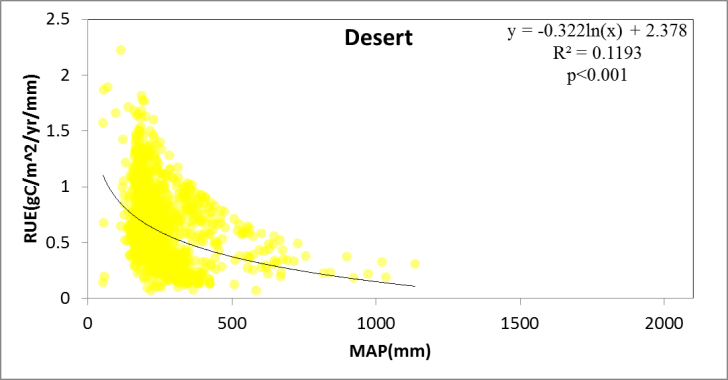 Desert
y = -0.322ln(x) + 2.378
R² = 0.1193
p<0.001
RUE(gC/m^2/yr/mm)
2.5
2
1.5
1
0.5
0
0 500 1000 1500 2000
MAP(mm)